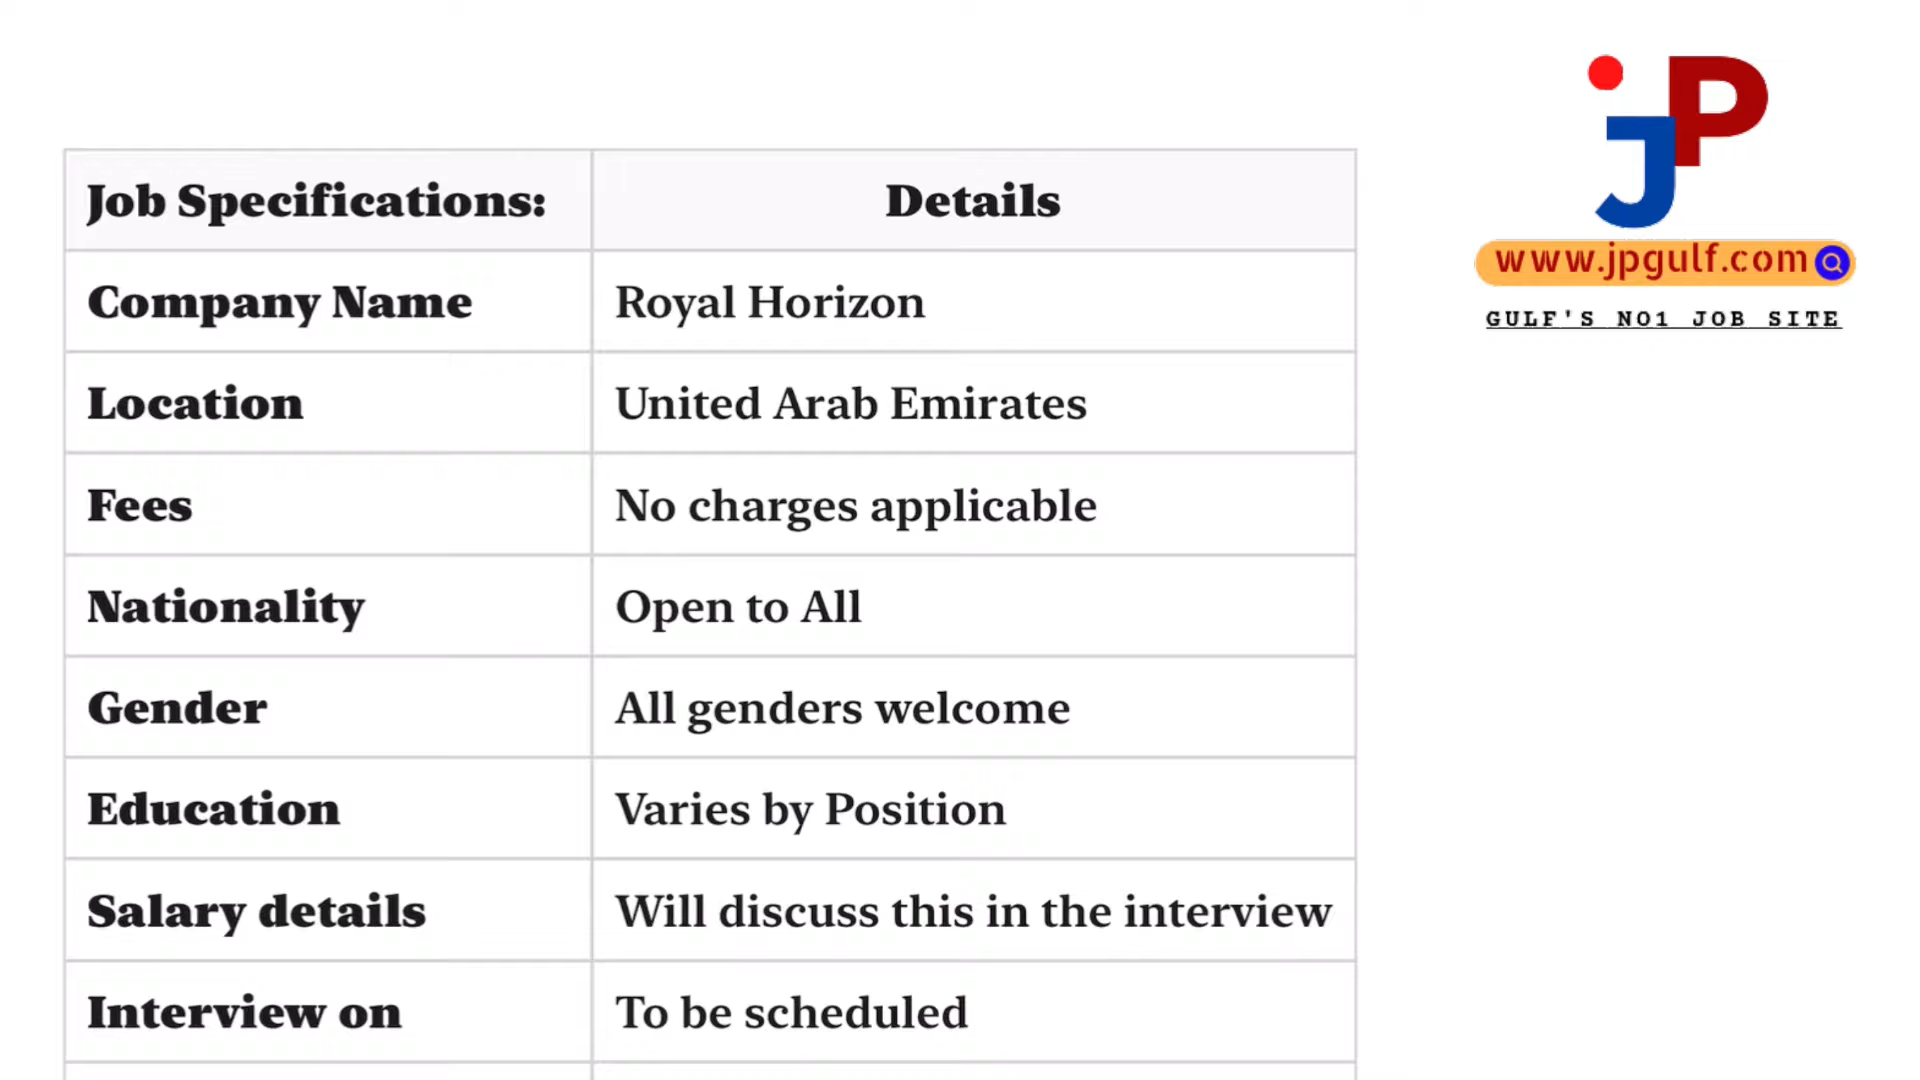 Job Specifications: Details
Company Name Royal Horizon
Location United Arab Emirates
Fees No charges applicable
Nationality Open to All
Gender All genders welcome
Education Varies by Position
Salary details Will discuss this in the interview
Interview on To be scheduled
JP
www.jpgulf.com
GULF'S NO1 JOB SITE